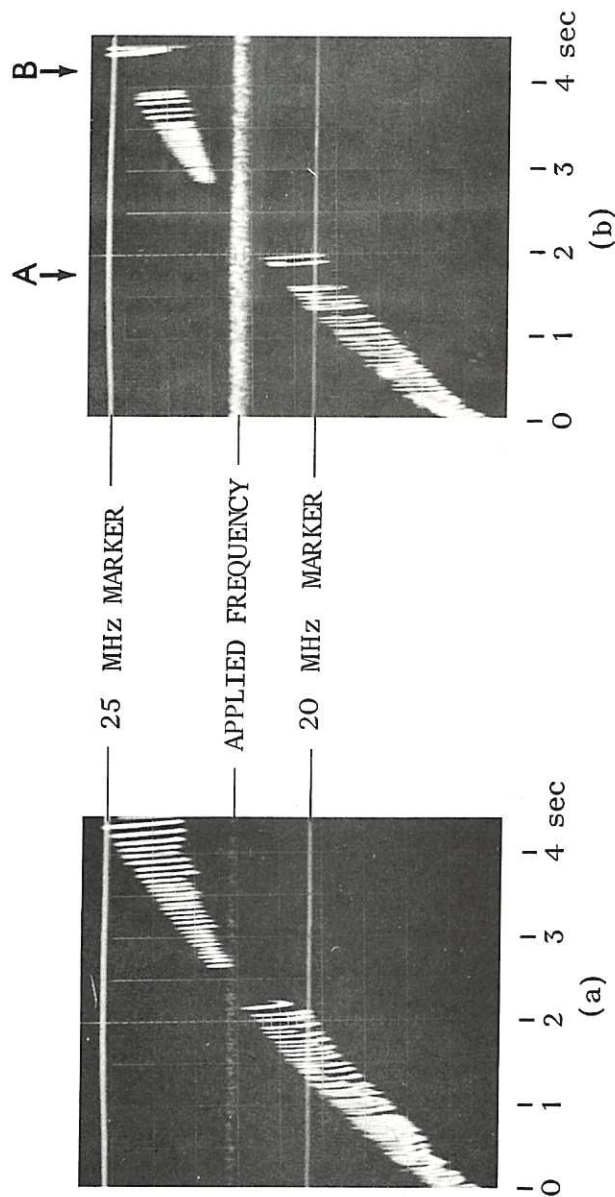 25 MHz MARKER
APPLIED FREQUENCY
20 MHz MARKER
0 1 2 3 4 sec
(a)
A B
0 1 2 3 4 sec
(b)